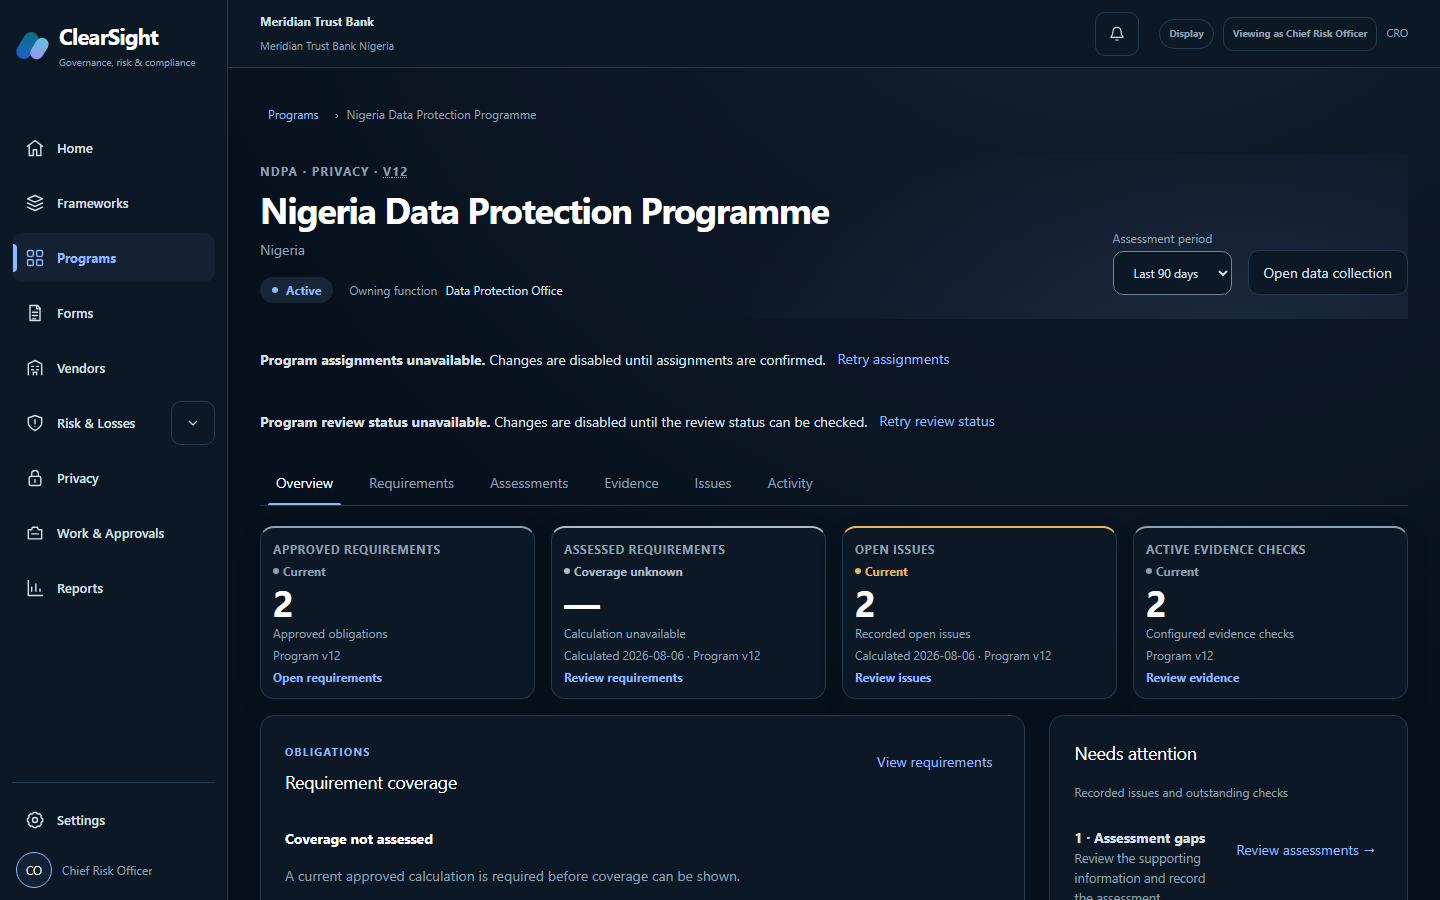 ClearSight
Governance, risk & compliance
Home
Frameworks
Programs
Forms
Vendors
Risk & Losses
Privacy
Work & Approvals
Reports
Settings
CO
Chief Risk Officer
Meridian Trust Bank
Meridian Trust Bank Nigeria
Display
Viewing as Chief Risk Officer
CRO
Programs › Nigeria Data Protection Programme
NDPA · PRIVACY · V12
Nigeria Data Protection Programme
Nigeria
Active
Owning function Data Protection Office
Assessment period
Last 90 days
Open data collection
Program assignments unavailable. Changes are disabled until assignments are confirmed. Retry assignments
Program review status unavailable. Changes are disabled until the review status can be checked. Retry review status
Overview
Requirements
Assessments
Evidence
Issues
Activity
APPROVED REQUIREMENTS
Current
2
Approved obligations
Program v12
Open requirements
ASSESSED REQUIREMENTS
Coverage unknown
—
Calculation unavailable
Calculated 2026-08-06 · Program v12
Review requirements
OPEN ISSUES
Current
2
Recorded open issues
Calculated 2026-08-06 · Program v12
Review issues
ACTIVE EVIDENCE CHECKS
Current
2
Configured evidence checks
Program v12
Review evidence
OBLIGATIONS
Requirement coverage
View requirements
Coverage not assessed
A current approved calculation is required before coverage can be shown.
Needs attention
Recorded issues and outstanding checks
1 · Assessment gaps
Review the supporting
information and record
the assessment
Review assessments →